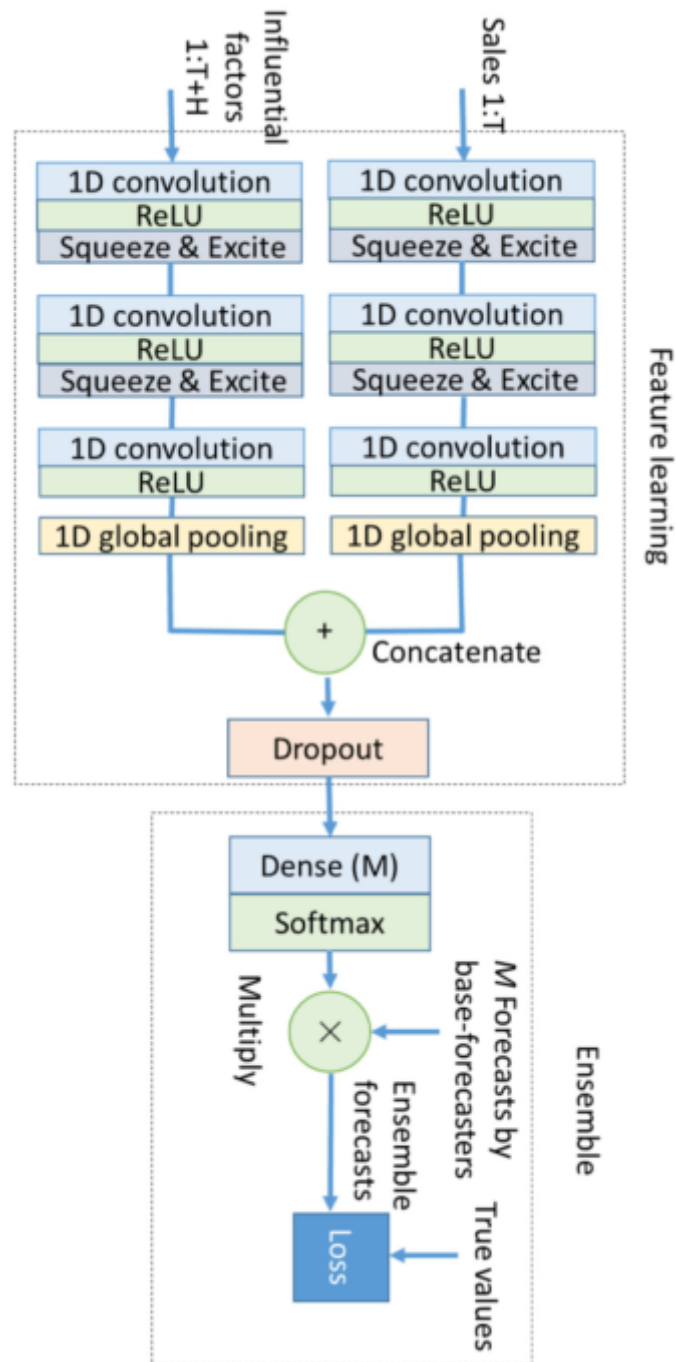 Influential
factors
1:T+H
Sales 1:T
1D convolution
ReLU
Squeeze & Excite
1D convolution
ReLU
Squeeze & Excite
1D convolution
ReLU
1D global pooling
1D convolution
ReLU
Squeeze & Excite
1D convolution
ReLU
Squeeze & Excite
1D convolution
ReLU
1D global pooling
Feature learning
+
Concatenate
Dropout
Dense (M)
Softmax
×
Multiply
M Forecasts by
base-forecasters
Ensemble
Ensemble
forecasts
Loss
True values